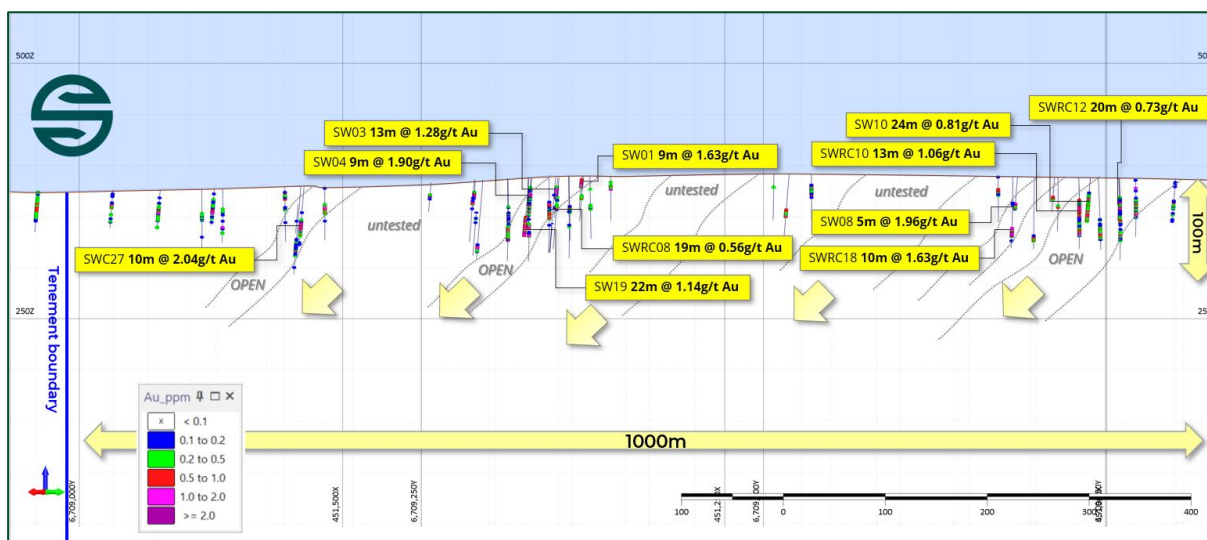 500Z
50
SWRC12 20m @ 0.73g/t Au
SW10 24m @ 0.81g/t Au
SW03 13m @ 1.28g/t Au
SW04 9m @ 1.90g/t Au
SW01 9m @ 1.63g/t Au
SWRC10 13m @ 1.06g/t Au
untested
untested
untested
SW08 5m @ 1.96g/t Au
100m
SWRC08 19m @ 0.56g/t Au
SWC27 10m @ 2.04g/t Au
SWRC18 10m @ 1.63g/t Au
OPEN
OPEN
OPEN
SW19 22m @ 1.14g/t Au
250Z
25
Tenement boundary
Au_ppm
x < 0.1
0.1 to 0.2
0.2 to 0.5
0.5 to 1.0
1.0 to 2.0
>= 2.0
1000m
6,709,000Y
451,500X
6,709,250Y
100
0
100
200
300
400